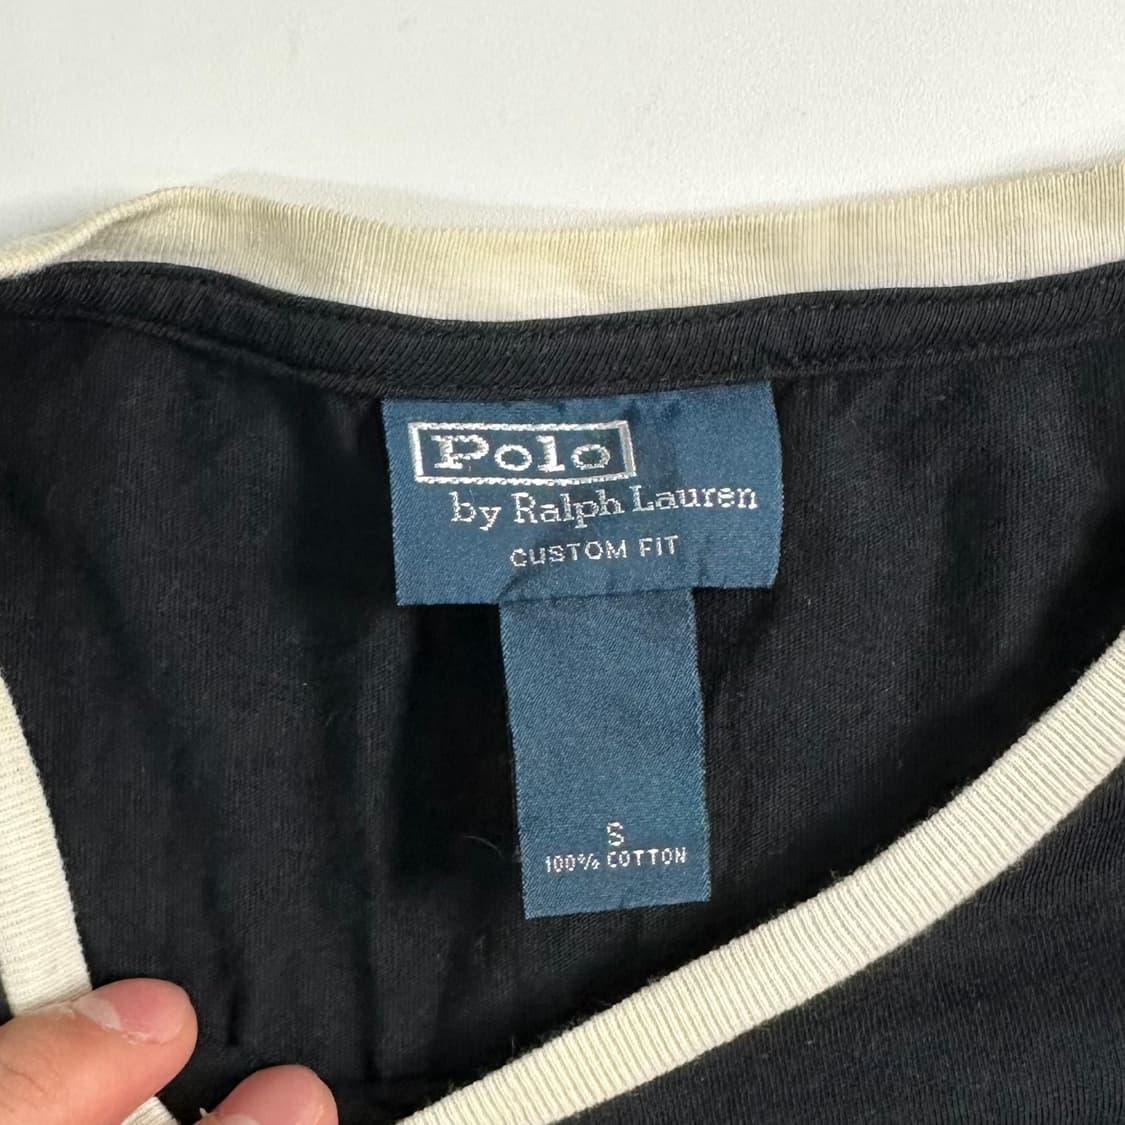 Polo
by Ralph Lauren
CUSTOM FIT
S
100% COTTON